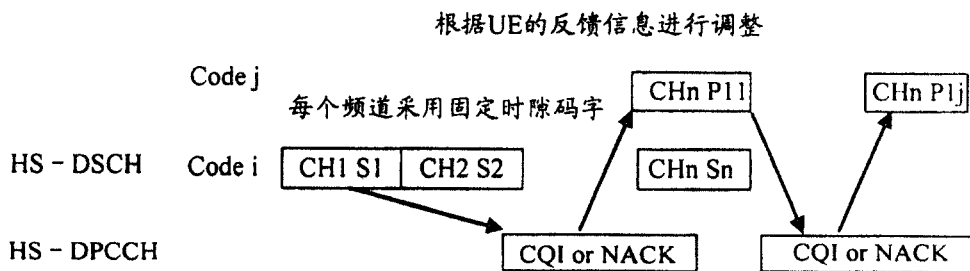 根据UE的反馈信息进行调整
Code j
CHn P11
CHn P1j
每个频道采用固定时隙码字
HS-DSCH
Code i
CH1 S1
CH2 S2
CHn Sn
HS-DPCCH
CQI or NACK
CQI or NACK